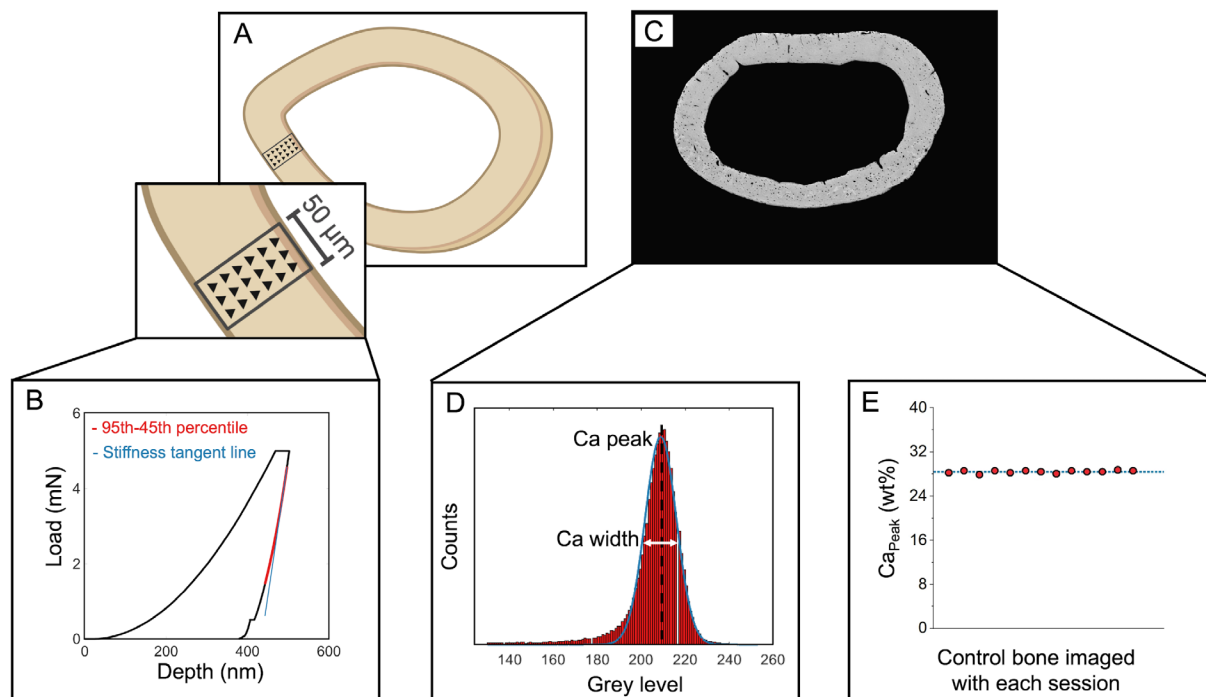 A
50 μm
C
B
6
4
2
0
Load (mN)
- 95th-45th percentile
- Stiffness tangent line
0
200
400
600
Depth (nm)
D
Ca peak
Ca width
Counts
140
160
180
200
220
240
260
Grey level
E
40
32
28
24
16
8
0
CaPeak (wt%)
Control bone imaged
with each session